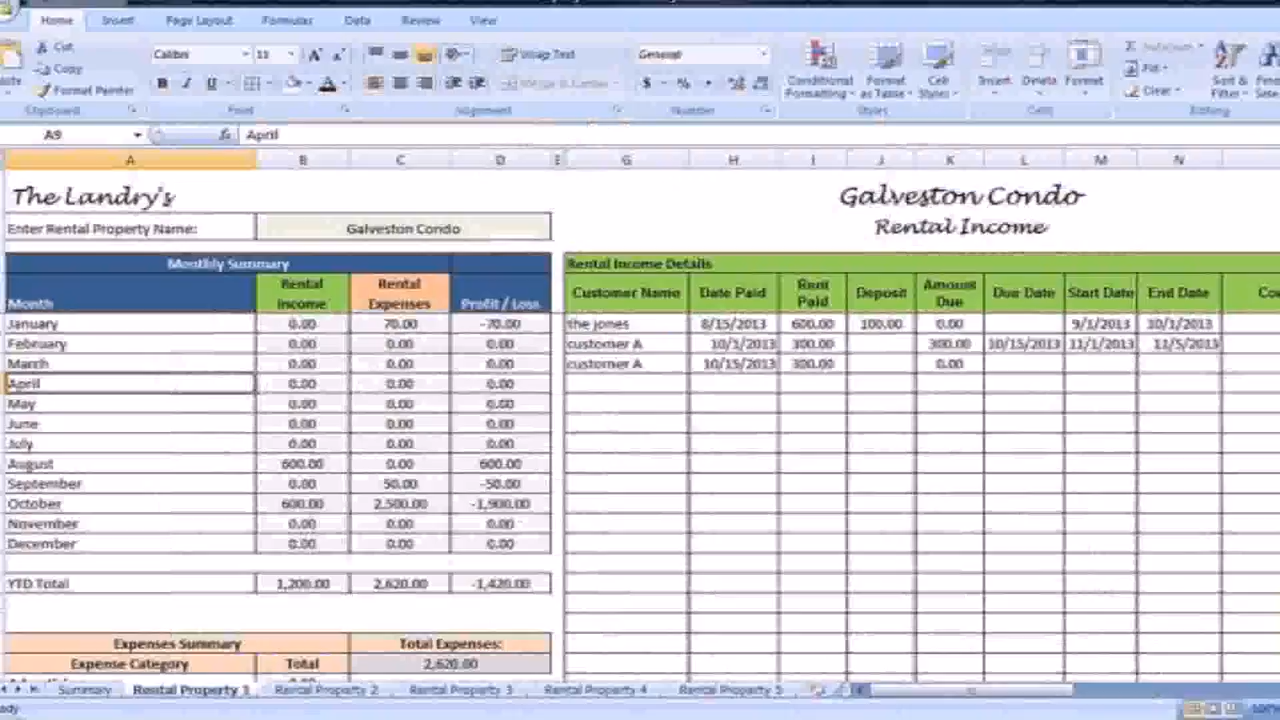 Home Insert Page Layout Formulas Data Review View
Cut
Copy
Format Painter
Calibri 11 Wrap Text General
B I U Merge & Center $ % ,
Conditional Formatting Format as Table Cell Styles Insert Delete Format
Fill
Clear
Sort & Filter
Clipboard Font Alignment Number Styles Cells Editing
A9 fx April
A B C D E G H I J K L M N
The Landry's
Enter Rental Property Name: Galveston Condo
Galveston Condo
Rental Income
Monthly Summary
Month Rental Income Rental Expenses Profit / Loss
January 0.00 70.00 -70.00
February 0.00 0.00 0.00
March 0.00 0.00 0.00
April 0.00 0.00 0.00
May 0.00 0.00 0.00
June 0.00 0.00 0.00
July 0.00 0.00 0.00
August 600.00 0.00 600.00
September 0.00 50.00 -50.00
October 600.00 2,500.00 -1,900.00
November 0.00 0.00 0.00
December 0.00 0.00 0.00
YTD Total 1,200.00 2,620.00 -1,420.00
Expenses Summary Total Expenses:
Expense Category Total 2,620.00
Rental Income Details
Customer Name Date Paid Rent Paid Deposit Amount Due Due Date Start Date End Date
the jones 8/15/2013 600.00 100.00 0.00 9/1/2013 10/1/2013
customer A 10/1/2013 300.00 300.00 10/15/2013 11/1/2013 11/5/2013
customer A 10/15/2013 300.00 0.00
Summary Rental Property 1 Rental Property 2 Rental Property 3 Rental Property 4 Rental Property 5